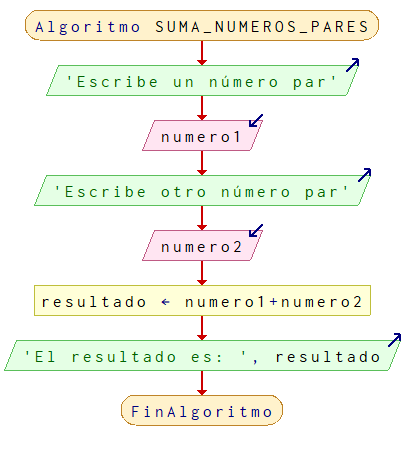 Algoritmo SUMA_NUMEROS_PARES
'Escribe un número par'
numero1
'Escribe otro número par'
numero2
resultado ← numero1+numero2
'El resultado es: ', resultado
FinAlgoritmo